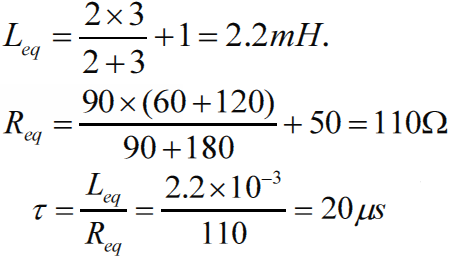 L_eq = (2 × 3)/(2 + 3) + 1 = 2.2mH.
R_eq = (90 × (60 + 120))/(90 + 180) + 50 = 110Ω
τ = L_eq/R_eq = (2.2 × 10⁻³)/110 = 20μs